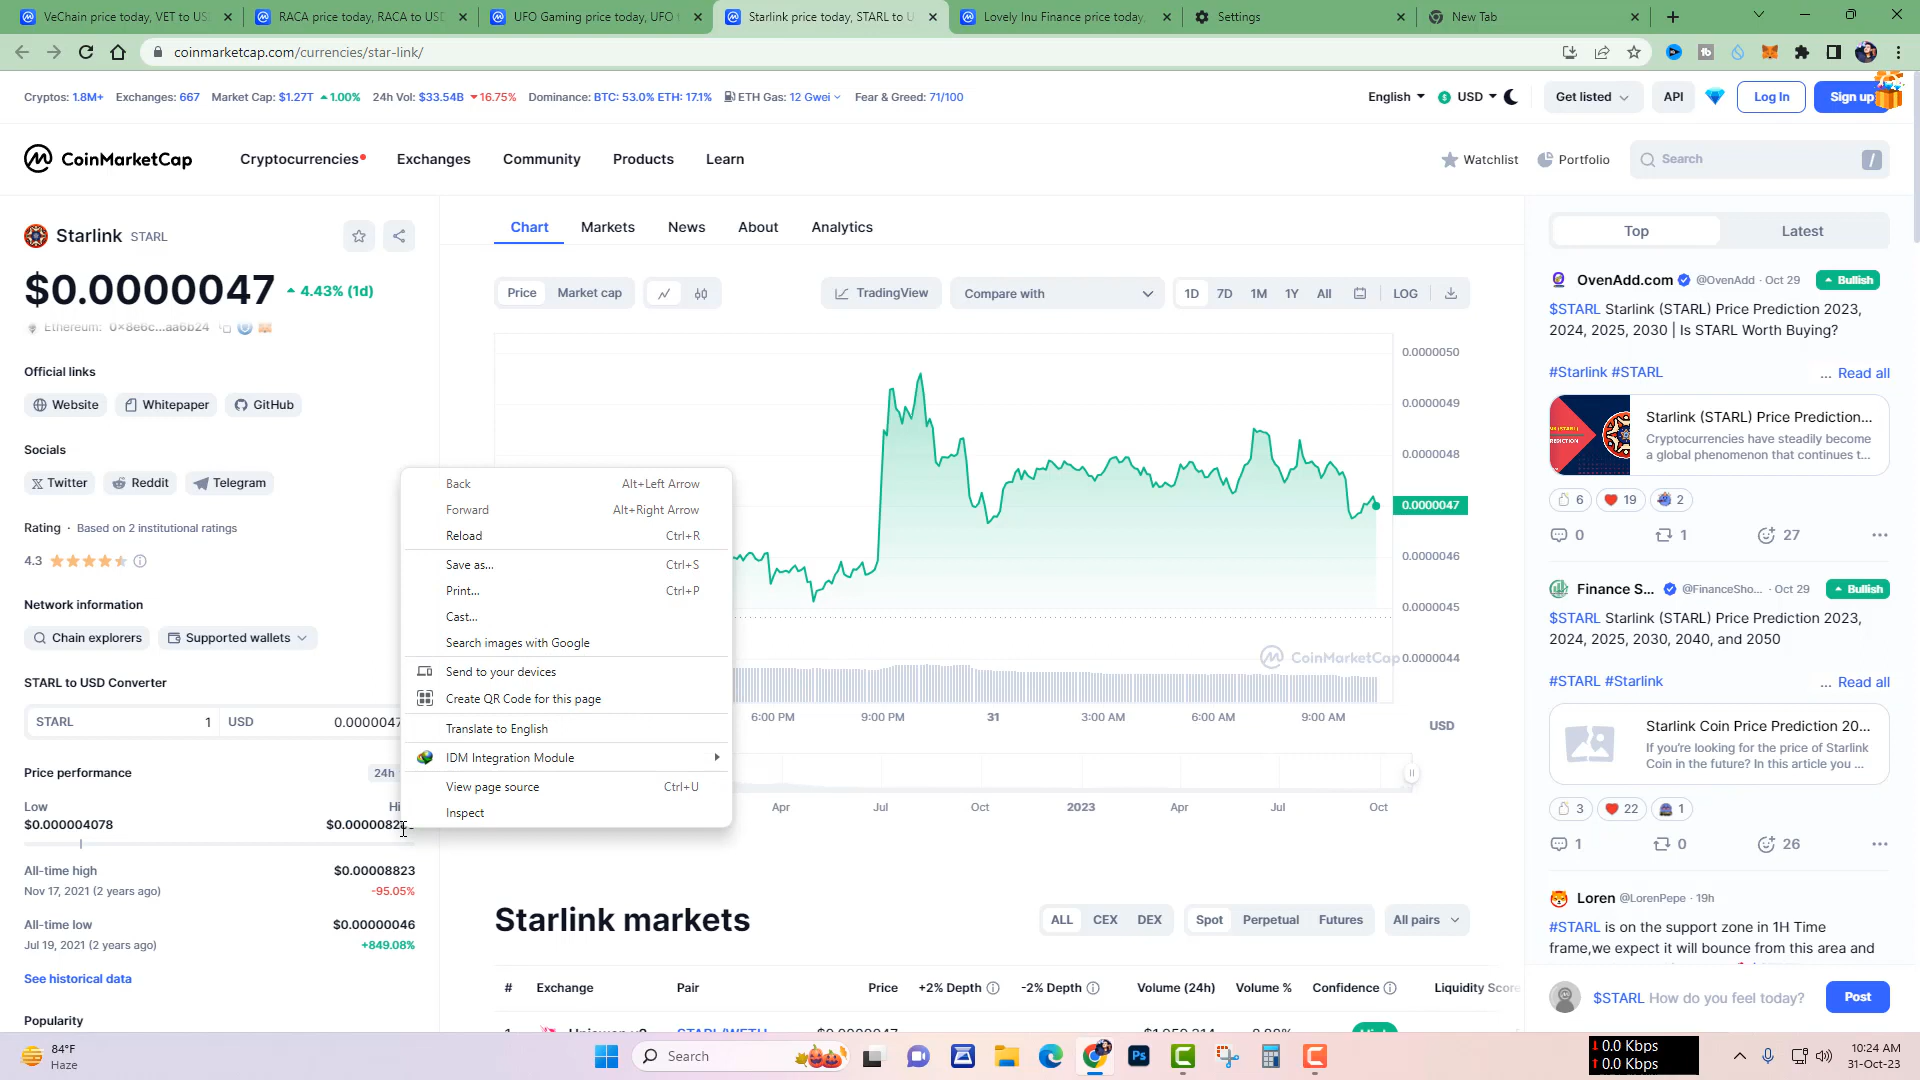 VeChain price today, VET to US
RACA price today, RACA to USD
UFO Gaming price today, UFO t
Starlink price today, STARL to U
Lovely Inu Finance price today,
Settings
New Tab
coinmarketcap.com/currencies/star-link/
Cryptos: 1.8M+ Exchanges: 667 Market Cap: $1.27T 1.00% 24h Vol: $33.54B 16.75% Dominance: BTC: 53.0% ETH: 17.1% ETH Gas: 12 Gwei Fear & Greed: 71/100
English USD Get listed API Log In Sign up
CoinMarketCap Cryptocurrencies Exchanges Community Products Learn Watchlist Portfolio Search /
Starlink STARL
$0.0000047 4.43% (1d)
Ethereum: 0x8e6c...aa6b24
Official links
Website Whitepaper GitHub
Socials
Twitter Reddit Telegram
Rating · Based on 2 institutional ratings
4.3
Network information
Chain explorers Supported wallets
STARL to USD Converter
STARL 1 USD 0.0000047
Price performance 24h
Low
$0.000004078
All-time high $0.00008823
Nov 17, 2021 (2 years ago) -95.05%
All-time low $0.00000046
Jul 19, 2021 (2 years ago) +849.08%
See historical data
Popularity
Back Alt+Left Arrow
Forward Alt+Right Arrow
Reload Ctrl+R
Save as... Ctrl+S
Print... Ctrl+P
Cast...
Search images with Google
Send to your devices
Create QR Code for this page
Translate to English
IDM Integration Module
View page source Ctrl+U
Inspect
Chart Markets News About Analytics
Price Market cap TradingView Compare with 1D 7D 1M 1Y All LOG
0.0000050
0.0000049
0.0000048
0.0000047
0.0000046
0.0000045
0.0000044
CoinMarketCap
6:00 PM 9:00 PM 31 3:00 AM 6:00 AM 9:00 AM USD
Apr Jul Oct 2023 Apr Jul Oct
Starlink markets
ALL CEX DEX Spot Perpetual Futures All pairs
# Exchange Pair Price +2% Depth -2% Depth Volume (24h) Volume % Confidence Liquidity Score
Top Latest
OvenAdd.com @OvenAdd · Oct 29 Bullish
$STARL Starlink (STARL) Price Prediction 2023,
2024, 2025, 2030 | Is STARL Worth Buying?
#Starlink #STARL ... Read all
Starlink (STARL) Price Prediction...
Cryptocurrencies have steadily become
a global phenomenon that continues t...
6 19 2
0 1 27
Finance S... @FinanceSho... · Oct 29 Bullish
$STARL Starlink (STARL) Price Prediction 2023,
2024, 2025, 2030, 2040, and 2050
#STARL #Starlink ... Read all
Starlink Coin Price Prediction 20...
If you're looking for the price of Starlink
Coin in the future? In this article you ...
3 22 1
1 0 26
Loren @LorenPepe · 19h
#STARL is on the support zone in 1H Time
frame,we expect it will bounce from this area and
$STARL How do you feel today? Post
84°F
Haze
Search
0.0 Kbps
0.0 Kbps
10:24 AM
31-Oct-23